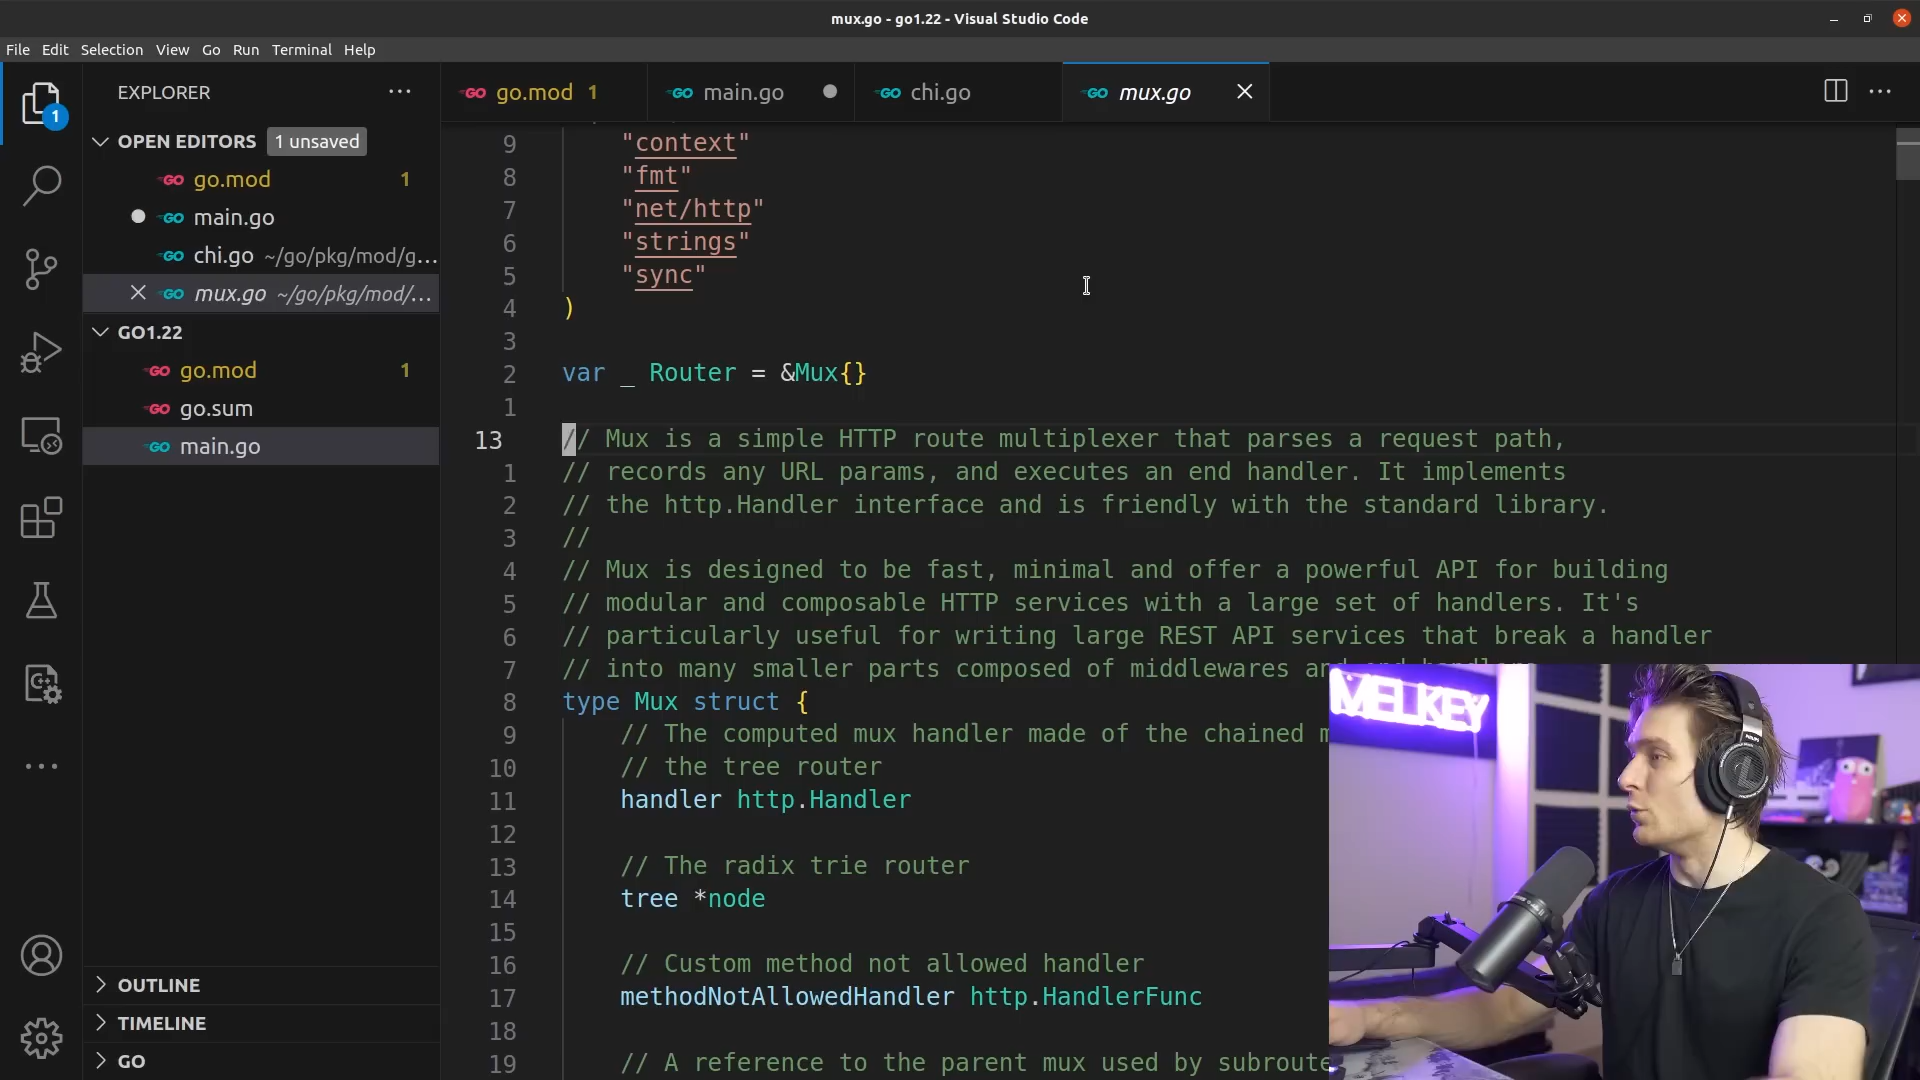 mux.go - go1.22 - Visual Studio Code
File Edit Selection View Go Run Terminal Help
EXPLORER
OPEN EDITORS 1 unsaved
go.mod 1
main.go
chi.go ~/go/pkg/mod/g...
mux.go ~/go/pkg/mod/...
GO1.22
go.mod 1
go.sum
main.go
OUTLINE
TIMELINE
GO
1
go.mod 1 main.go chi.go mux.go
9 "context"
8 "fmt"
7 "net/http"
6 "strings"
5 "sync"
4 )
3
2 var _ Router = &Mux{}
1
13 // Mux is a simple HTTP route multiplexer that parses a request path,
1 // records any URL params, and executes an end handler. It implements
2 // the http.Handler interface and is friendly with the standard library.
3 //
4 // Mux is designed to be fast, minimal and offer a powerful API for building
5 // modular and composable HTTP services with a large set of handlers. It's
6 // particularly useful for writing large REST API services that break a handler
7 // into many smaller parts composed of middlewares and end handlers.
8 type Mux struct {
9 // The computed mux handler made of the chained m
10 // the tree router
11 handler http.Handler
12
13 // The radix trie router
14 tree *node
15
16 // Custom method not allowed handler
17 methodNotAllowedHandler http.HandlerFunc
18
19 // A reference to the parent mux used by subroute
MELKEY